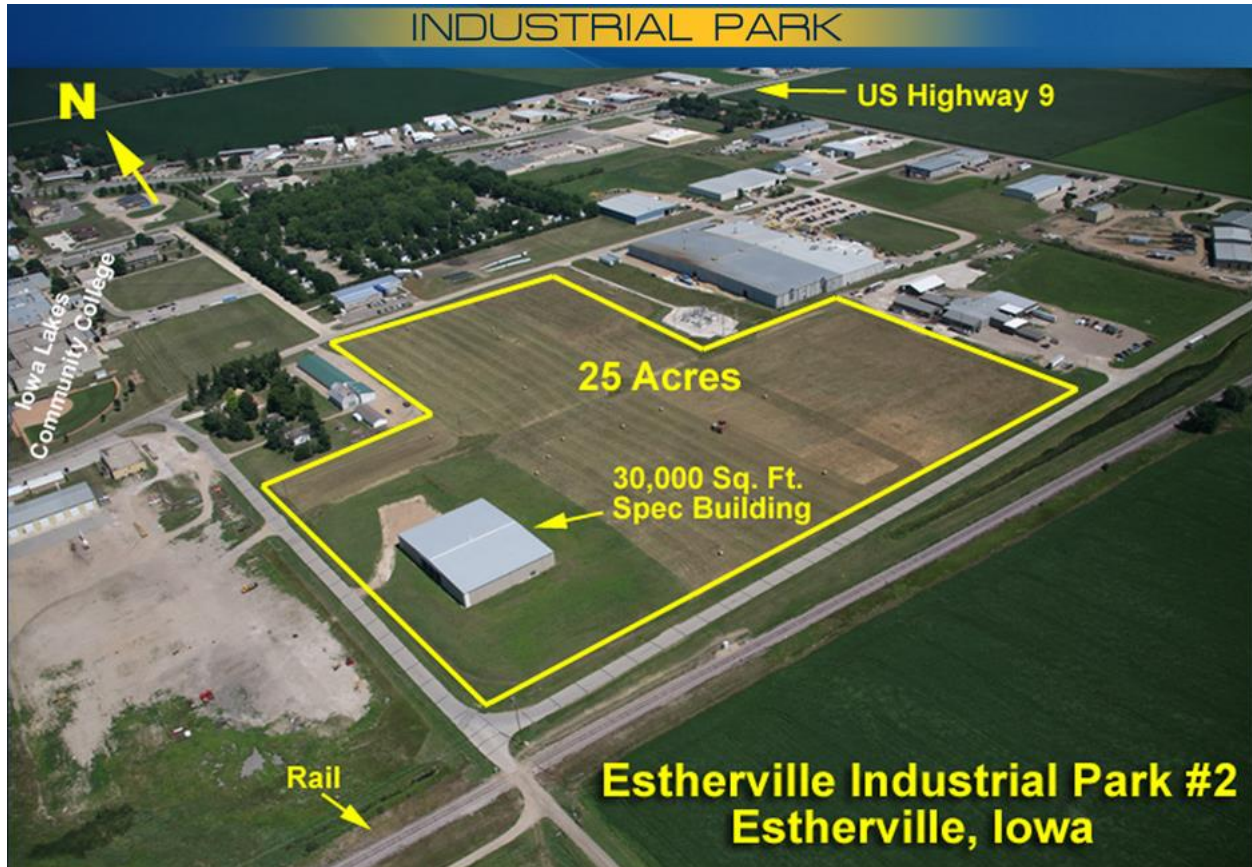 INDUSTRIAL PARK
N
US Highway 9
Iowa Lakes
Community College
25 Acres
30,000 Sq. Ft.
Spec Building
Rail
Estherville Industrial Park #2
Estherville, Iowa